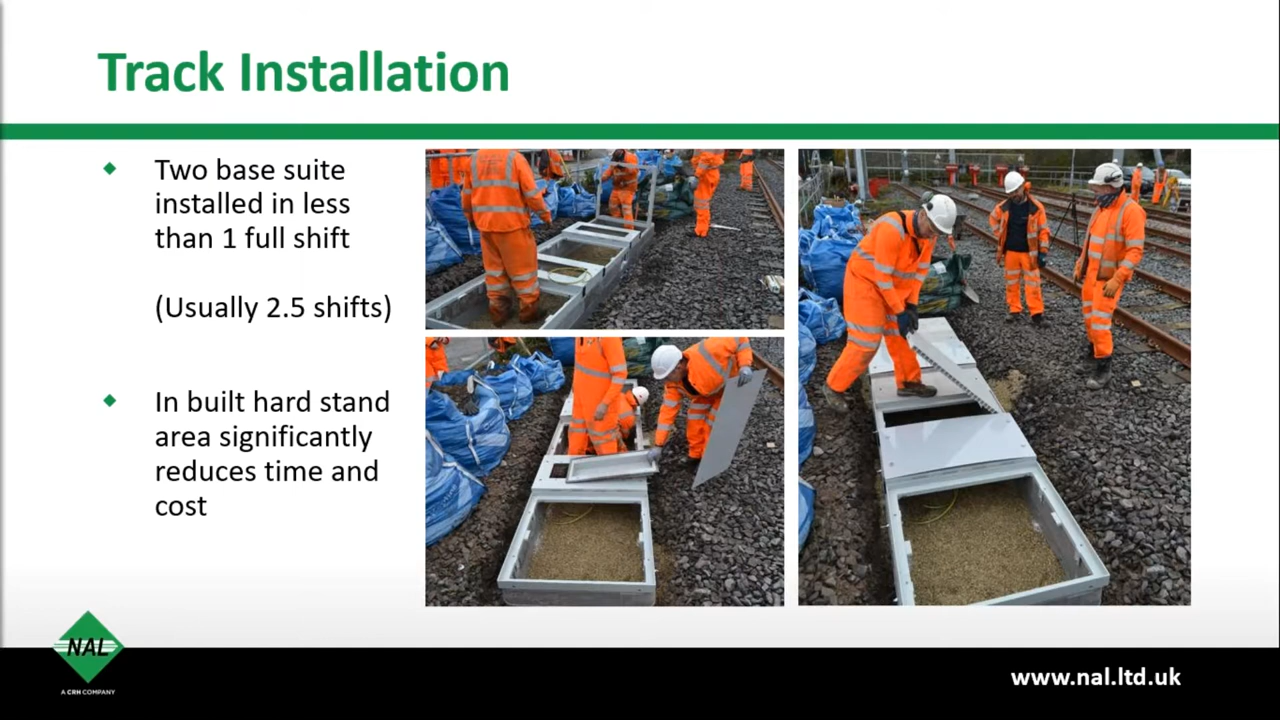 Track Installation
Two base suite
installed in less
than 1 full shift
(Usually 2.5 shifts)
In built hard stand
area significantly
reduces time and
cost
NAL
A CRH COMPANY
www.nal.ltd.uk